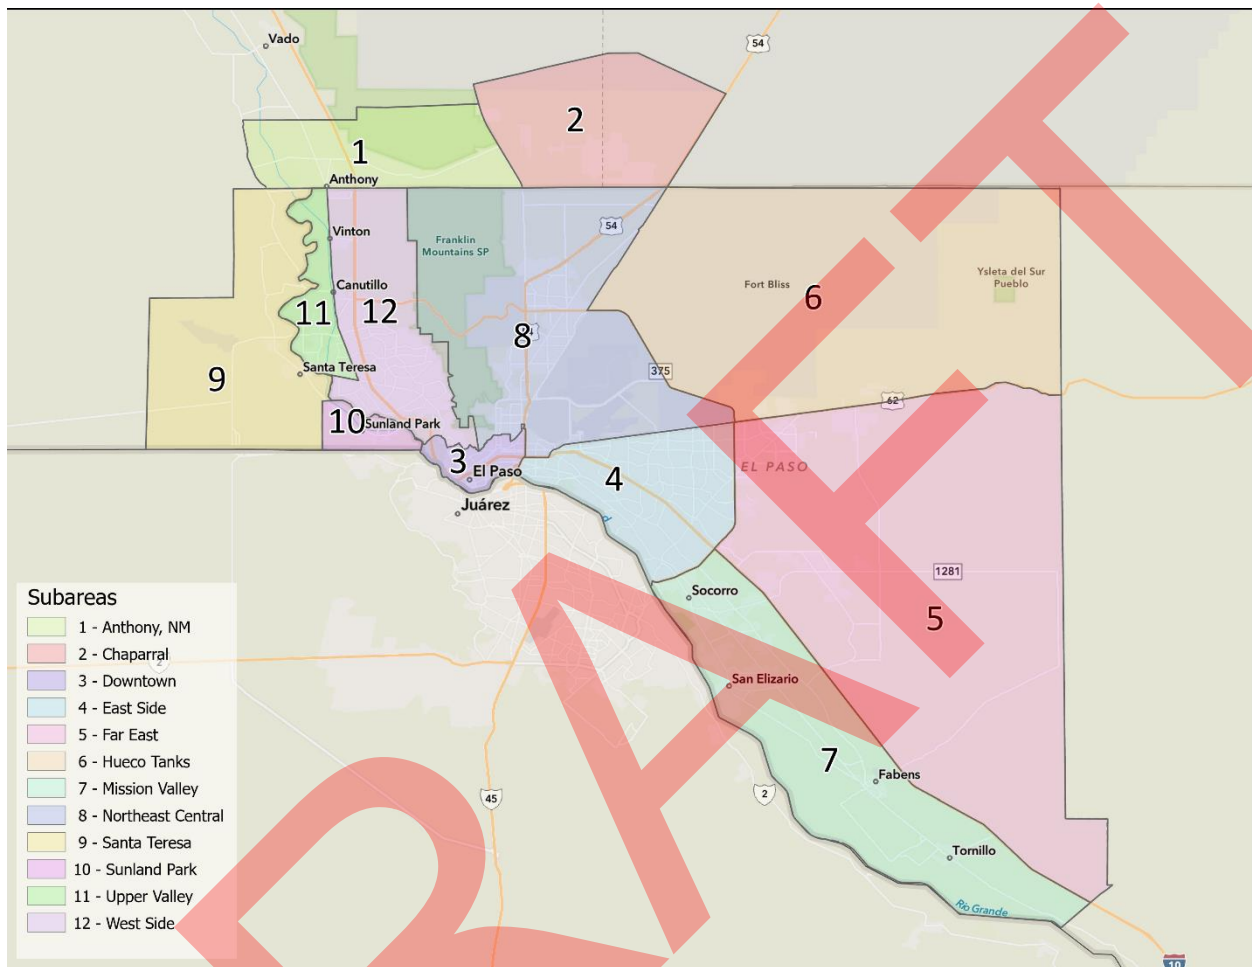 Vado
54
2
1
Anthony
Vinton
Franklin
Mountains SP
54
Fort Bliss
Ysleta del Sur
Pueblo
Canutillo
11
12
6
8
Santa Teresa
9
375
62
10
Sunland Park
3
El Paso
EL PASO
4
Juárez
1281
Socorro
5
San Elizario
7
Fabens
2
45
2
Tornillo
Río Grande
10
Subareas
1 - Anthony, NM
2 - Chaparral
3 - Downtown
4 - East Side
5 - Far East
6 - Hueco Tanks
7 - Mission Valley
8 - Northeast Central
9 - Santa Teresa
10 - Sunland Park
11 - Upper Valley
12 - West Side
RAFT